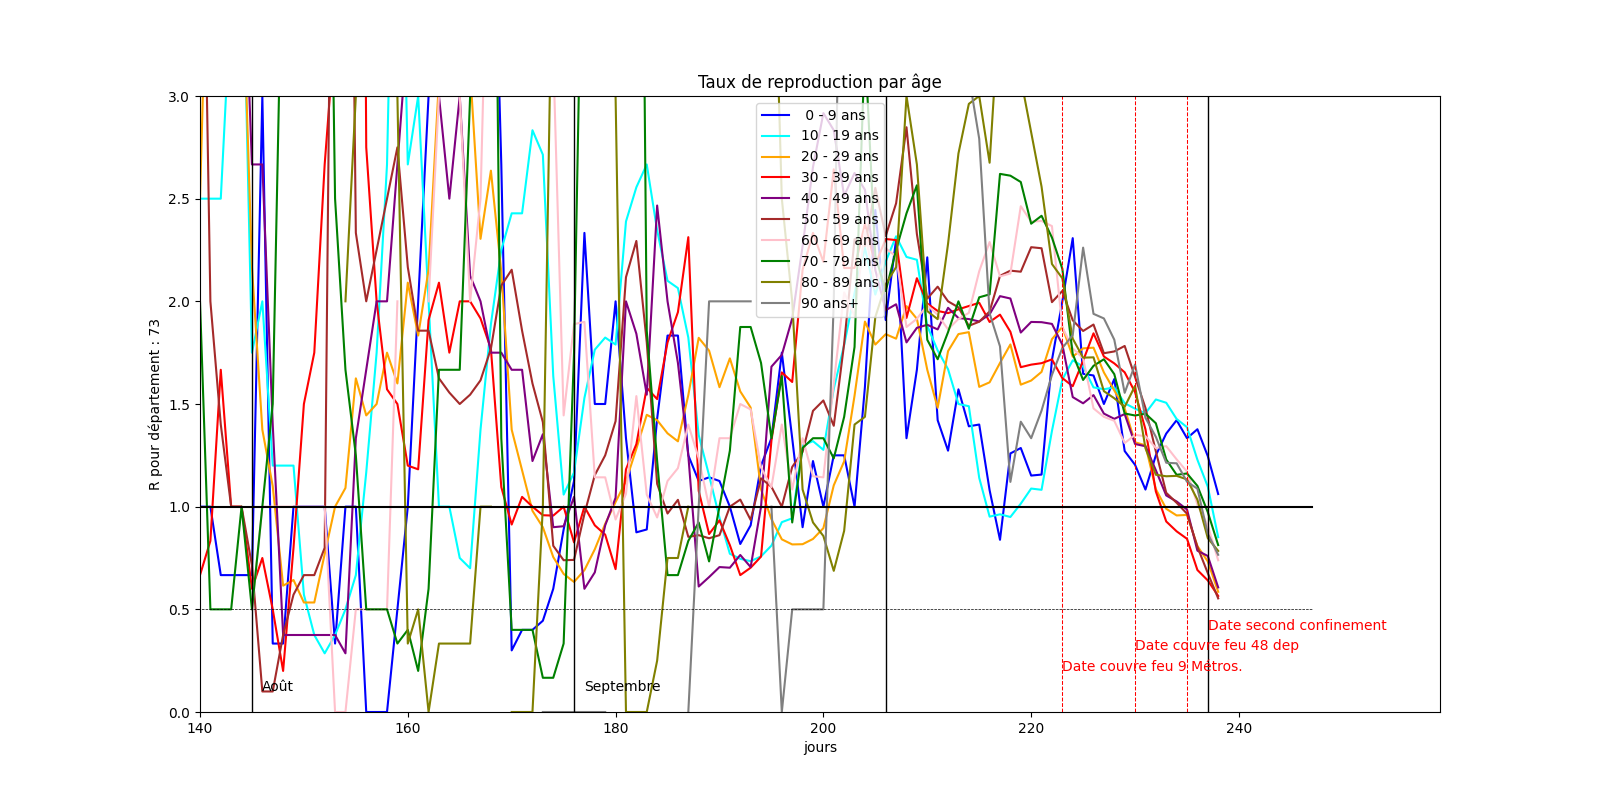 Taux de reproduction par âge
R pour département : 73
3.0
2.5
2.0
1.5
1.0
0.5
0.0
0 - 9 ans
10 - 19 ans
20 - 29 ans
30 - 39 ans
40 - 49 ans
50 - 59 ans
60 - 69 ans
70 - 79 ans
80 - 89 ans
90 ans+
Date second confinement
Date couvre feu 48 dep
Date couvre feu 9 Métros.
Août
Septembre
140
160
180
200
220
240
jours